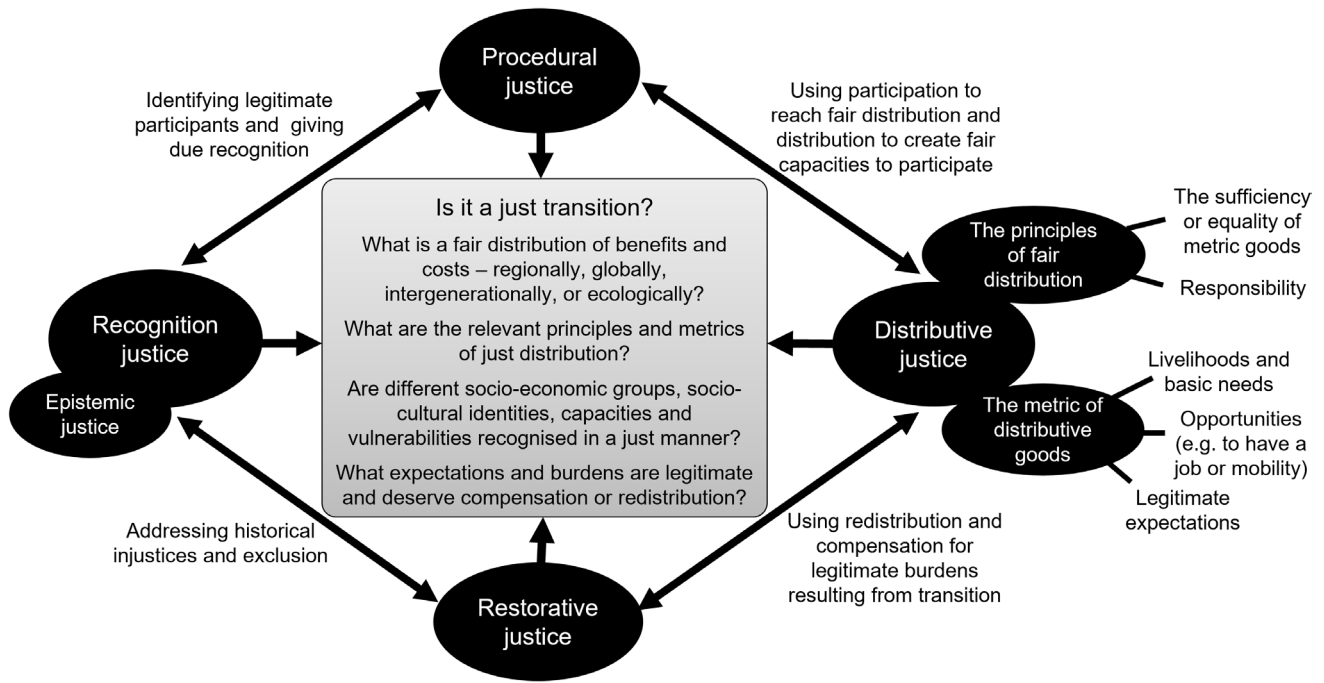 Procedural
justice
Identifying legitimate
participants and giving
due recognition
Using participation to
reach fair distribution and
distribution to create fair
capacities to participate
Is it a just transition?
What is a fair distribution of benefits and
costs – regionally, globally,
intergenerationally, or ecologically?
What are the relevant principles and metrics
of just distribution?
Are different socio-economic groups, socio-
cultural identities, capacities and
vulnerabilities recognised in a just manner?
What expectations and burdens are legitimate
and deserve compensation or redistribution?
Recognition
justice
Epistemic
justice
Distributive
justice
The principles
of fair
distribution
The sufficiency
or equality of
metric goods
Responsibility
The metric of
distributive
goods
Livelihoods and
basic needs
Opportunities
(e.g. to have a
job or mobility)
Legitimate
expectations
Addressing historical
injustices and exclusion
Using redistribution and
compensation for
legitimate burdens
resulting from transition
Restorative
justice